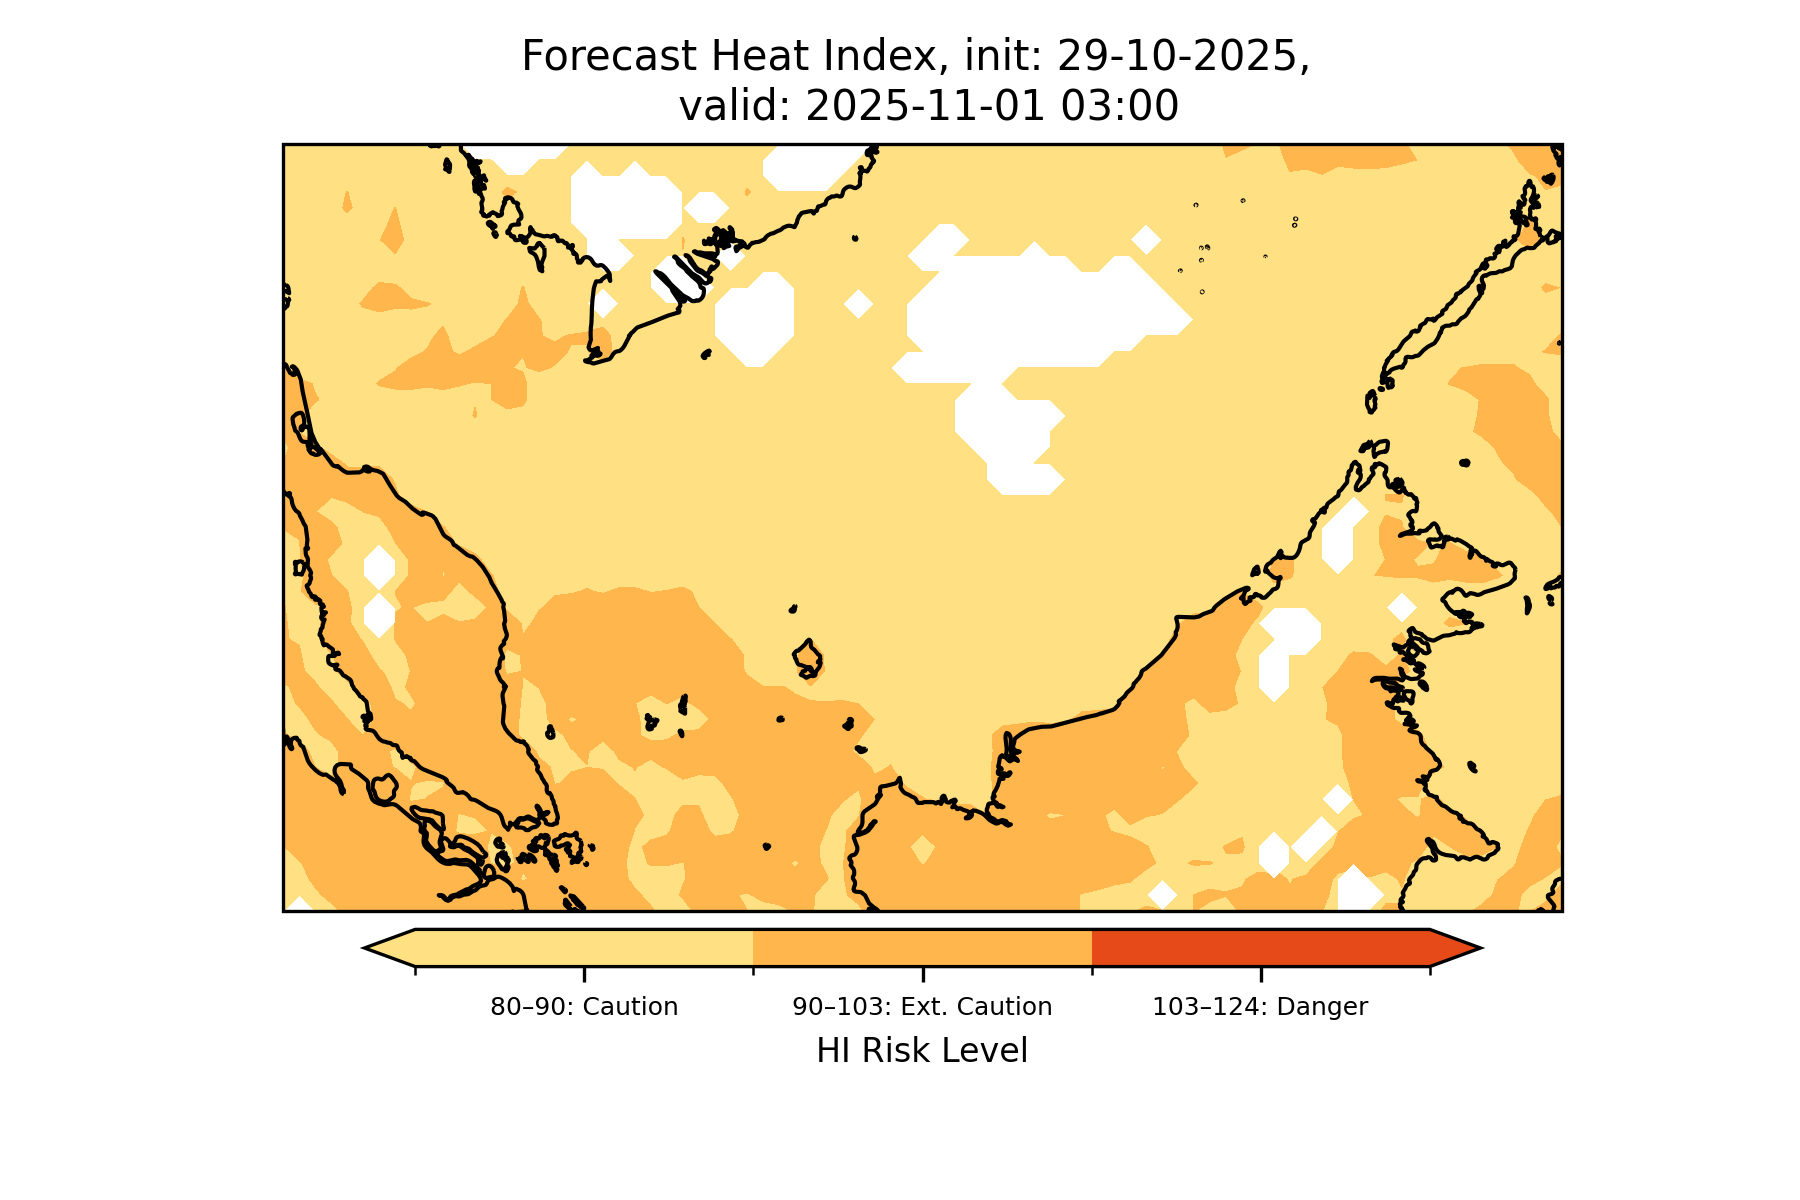 Forecast Heat Index, init: 29-10-2025,
valid: 2025-11-01 03:00
80–90: Caution
90–103: Ext. Caution
103–124: Danger
HI Risk Level